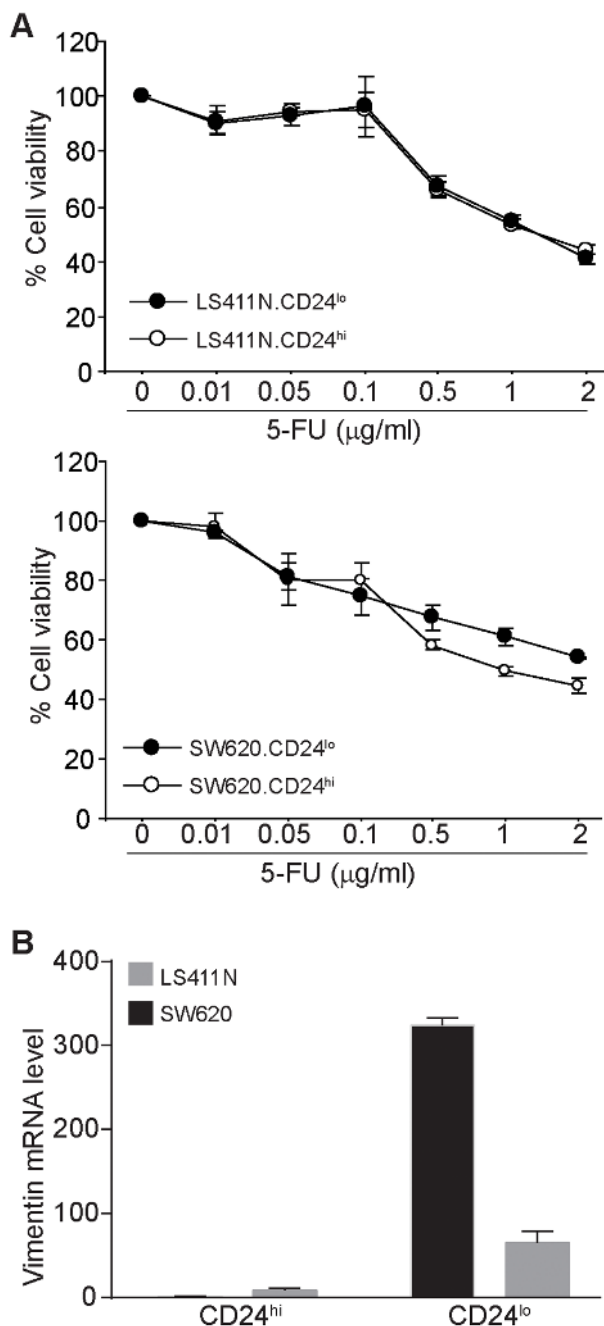 A
120
100
80
60
40
20
0
% Cell viability
LS411N.CD24lo
LS411N.CD24hi
0 0.01 0.05 0.1 0.5 1 2
5-FU (μg/ml)
120
100
80
60
40
20
0
% Cell viability
SW620.CD24lo
SW620.CD24hi
0 0.01 0.05 0.1 0.5 1 2
5-FU (μg/ml)
B
400
300
200
100
0
Vimentin mRNA level
LS411N
SW620
CD24hi CD24lo